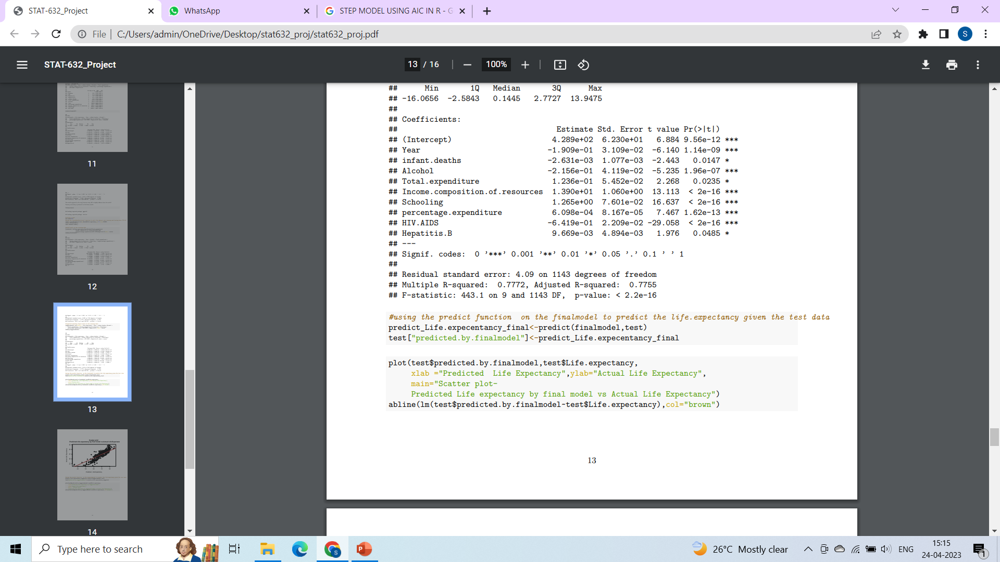 STAT-632_Project
WhatsApp
STEP MODEL USING AIC IN R - G
File
C:/Users/admin/OneDrive/Desktop/stat632_proj/stat632_proj.pdf
S
STAT-632_Project
13 / 16
100%
11
12
13
14
## Min 1Q Median 3Q Max
## -16.0656 -2.5843 0.1445 2.7727 13.9475
##
## Coefficients:
## Estimate Std. Error t value Pr(>|t|)
## (Intercept) 4.289e+02 6.230e+01 6.884 9.56e-12 ***
## Year -1.909e-01 3.109e-02 -6.140 1.14e-09 ***
## infant.deaths -2.631e-03 1.077e-03 -2.443 0.0147 *
## Alcohol -2.156e-01 4.119e-02 -5.235 1.96e-07 ***
## Total.expenditure 1.236e-01 5.452e-02 2.268 0.0235 *
## Income.composition.of.resources 1.390e+01 1.060e+00 13.113 < 2e-16 ***
## Schooling 1.265e+00 7.601e-02 16.637 < 2e-16 ***
## percentage.expenditure 6.098e-04 8.167e-05 7.467 1.62e-13 ***
## HIV.AIDS -6.419e-01 2.209e-02 -29.058 < 2e-16 ***
## Hepatitis.B 9.669e-03 4.894e-03 1.976 0.0485 *
## ---
## Signif. codes: 0 '***' 0.001 '**' 0.01 '*' 0.05 '.' 0.1 ' ' 1
##
## Residual standard error: 4.09 on 1143 degrees of freedom
## Multiple R-squared: 0.7772, Adjusted R-squared: 0.7755
## F-statistic: 443.1 on 9 and 1143 DF, p-value: < 2.2e-16
#using the predict function on the finalmodel to predict the life.expectancy given the test data
predict_Life.expecentancy_final<-predict(finalmodel,test)
test["predicted.by.finalmodel"]<-predict_Life.expecentancy_final
plot(test$predicted.by.finalmodel,test$Life.expectancy,
xlab ="Predicted Life Expectancy",ylab="Actual Life Expectancy",
main="Scatter plot-
Predicted Life expectancy by final model vs Actual Life Expectancy")
abline(lm(test$predicted.by.finalmodel~test$Life.expectancy),col="brown")
13
Type here to search
26°C Mostly clear
ENG
15:15
24-04-2023
1